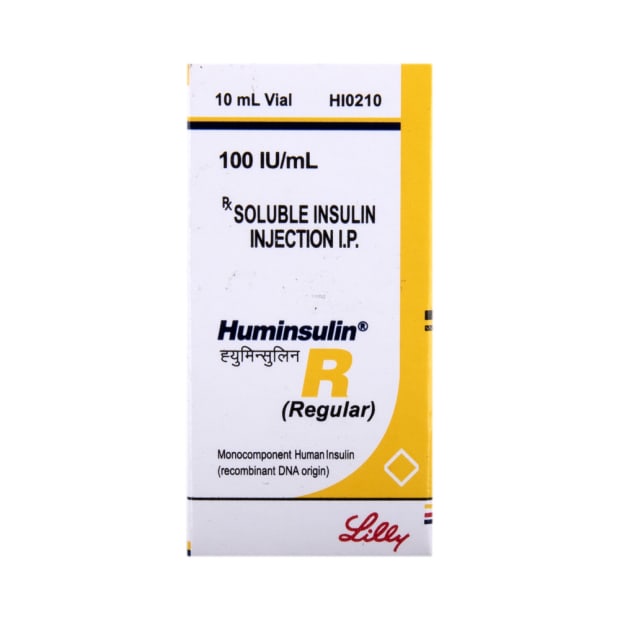 10 mL Vial HI0210
100 IU/mL
Rx SOLUBLE INSULIN
INJECTION I.P.
Huminsulin®
ह्युमिन्सुलिन R
(Regular)
Monocomponent Human Insulin
(recombinant DNA origin)
Lilly